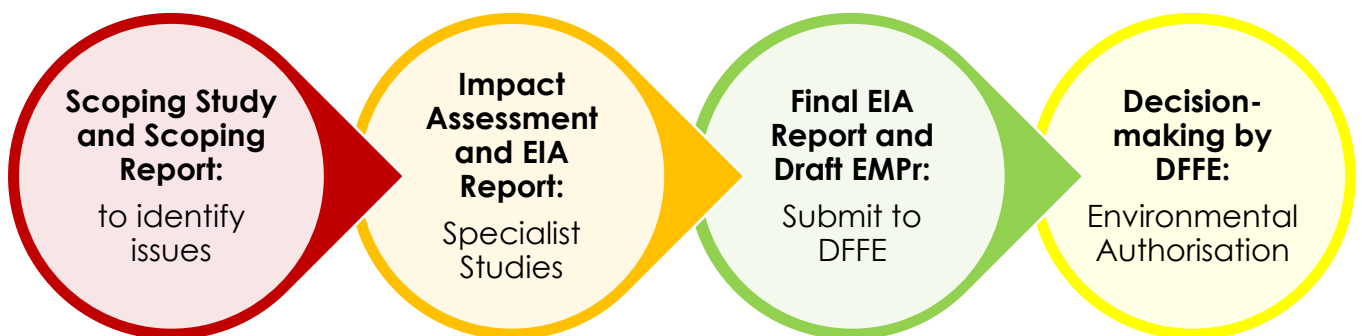 Scoping Study
and Scoping
Report:
to identify
issues
Impact
Assessment
and EIA
Report:
Specialist
Studies
Final EIA
Report and
Draft EMPr:
Submit to
DFFE
Decision-
making by
DFFE:
Environmental
Authorisation